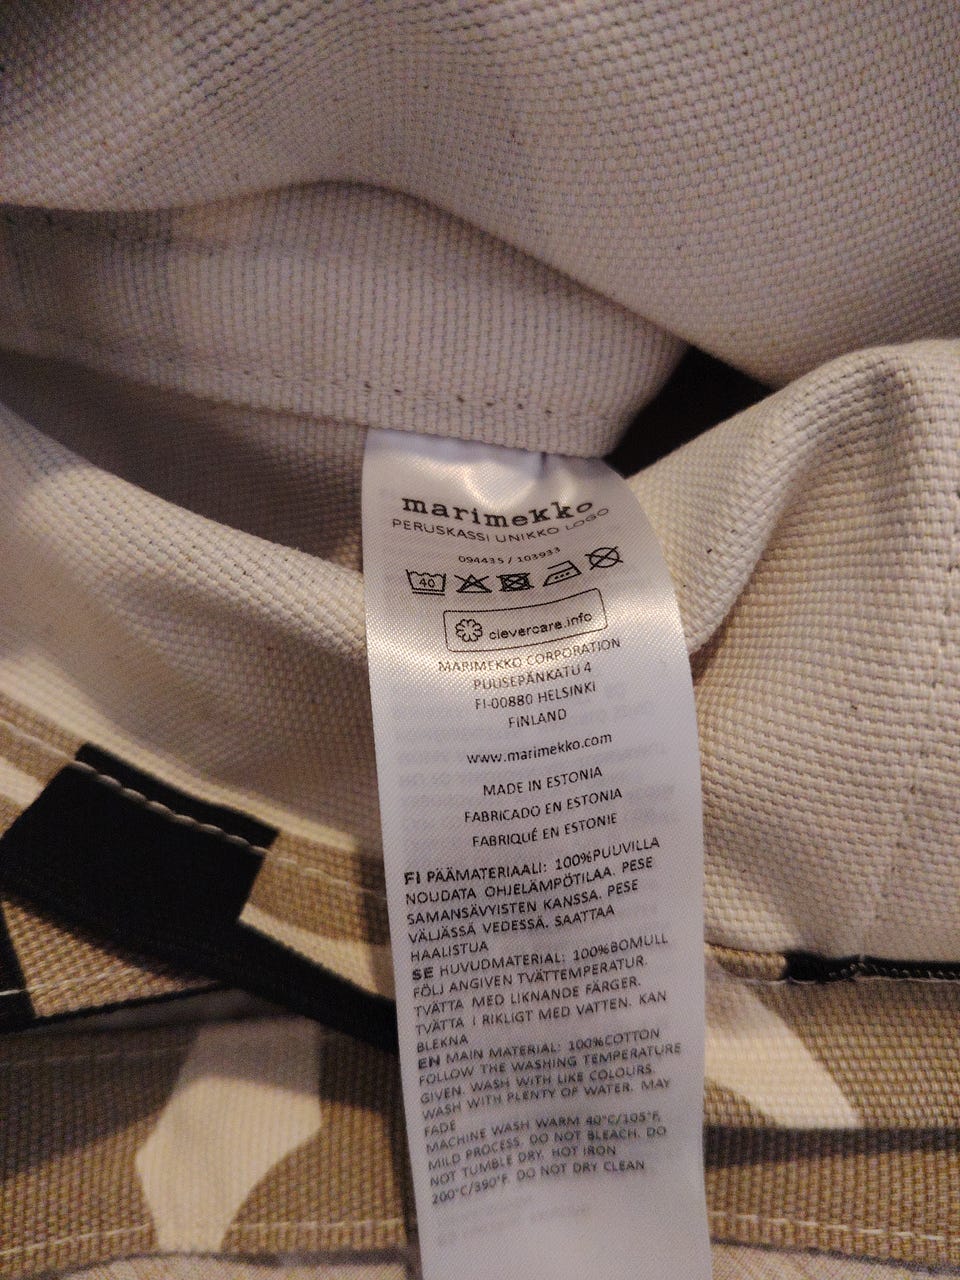 marimekko
PERUSKASSI UNIKKO LOGO
094435 / 103933
40
clevercare.info
MARIMEKKO CORPORATION
PUUSEPÄNKATU 4
FI-00880 HELSINKI
FINLAND
www.marimekko.com
MADE IN ESTONIA
FABRICADO EN ESTONIA
FABRIQUÉ EN ESTONIE
FI PÄÄMATERIAALI: 100%PUUVILLA
NOUDATA OHJELÄMPÖTILAA. PESE
SAMANSÄVYISTEN KANSSA. PESE
VÄLJÄSSÄ VEDESSÄ. SAATTAA
HAALISTUA
SE HUVUDMATERIAL: 100%BOMULL
FÖLJ ANGIVEN TVÄTTEMPERATUR.
TVÄTTA MED LIKNANDE FÄRGER.
TVÄTTA I RIKLIGT MED VATTEN. KAN
BLEKNA
EN MAIN MATERIAL: 100%COTTON
FOLLOW THE WASHING TEMPERATURE
GIVEN. WASH WITH LIKE COLOURS.
WASH WITH PLENTY OF WATER. MAY
FADE
MACHINE WASH WARM 40°C/105°F,
MILD PROCESS. DO NOT BLEACH. DO
NOT TUMBLE DRY. HOT IRON
200°C/390°F. DO NOT DRY CLEAN